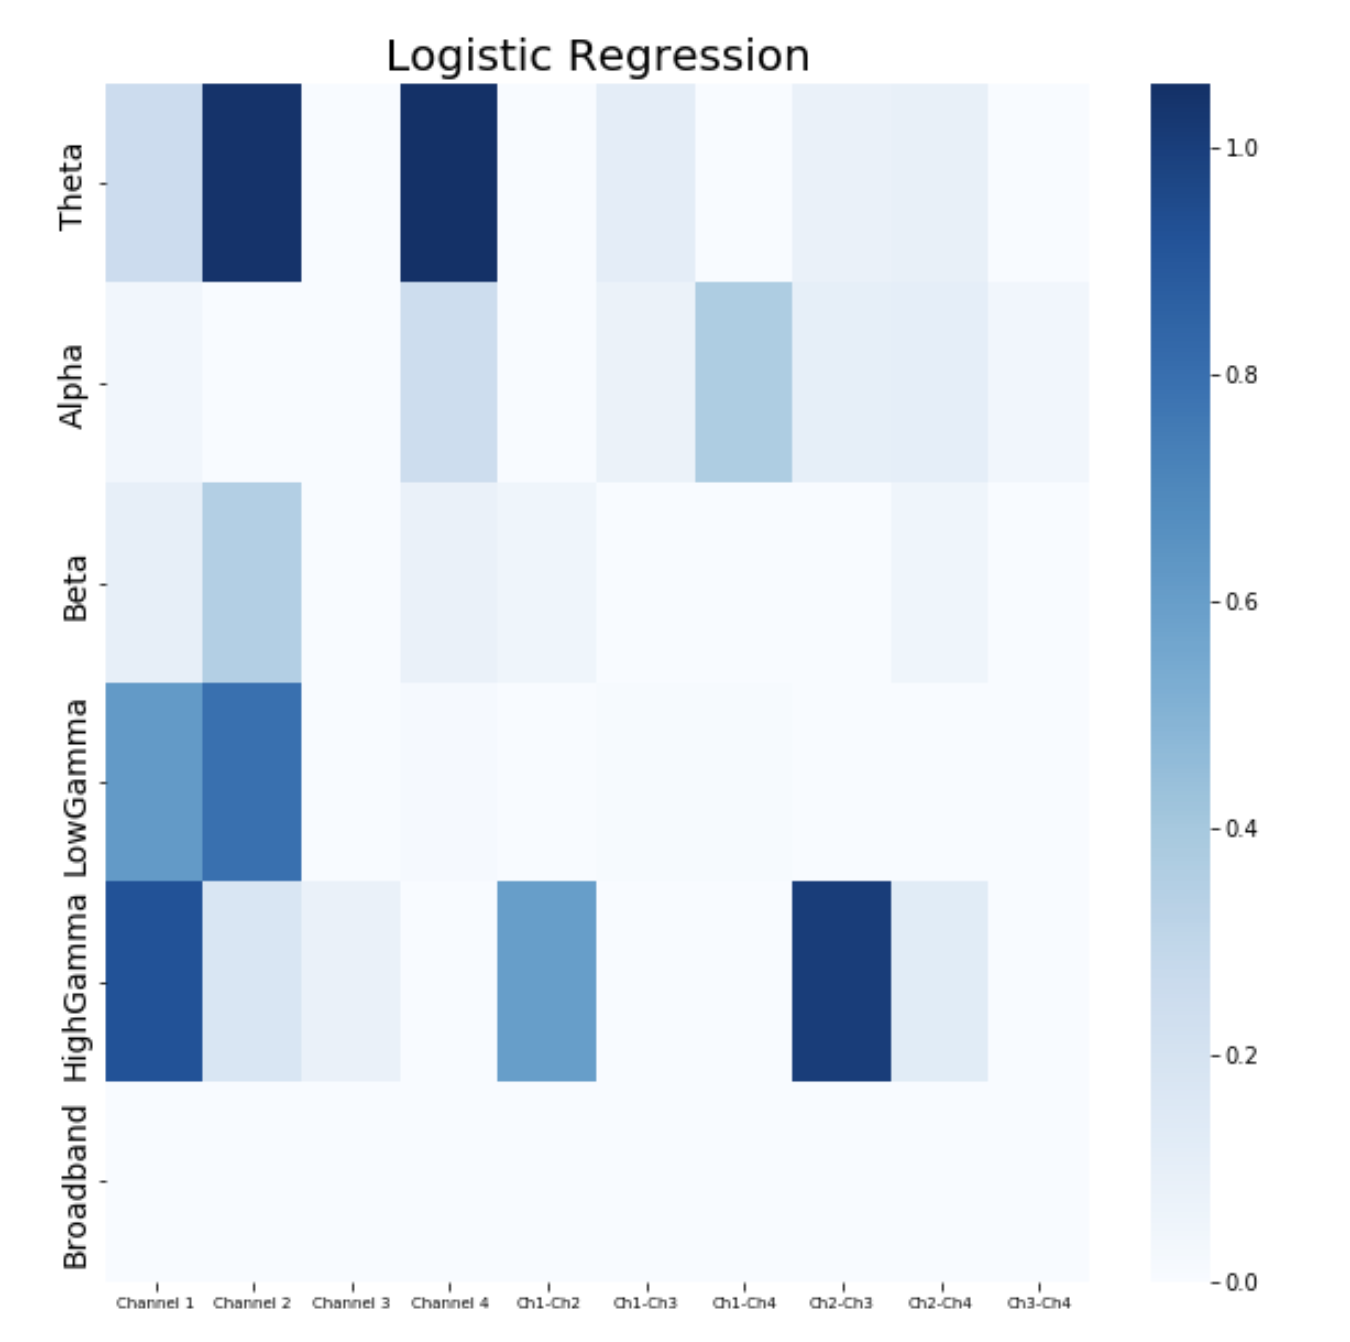 Logistic Regression
Theta
Alpha
Beta
LowGamma
HighGamma
Broadband
Channel 1 Channel 2 Channel 3 Channel 4 Ch1-Ch2 Ch1-Ch3 Ch1-Ch4 Ch2-Ch3 Ch2-Ch4 Ch3-Ch4
1.0
0.8
0.6
0.4
0.2
0.0